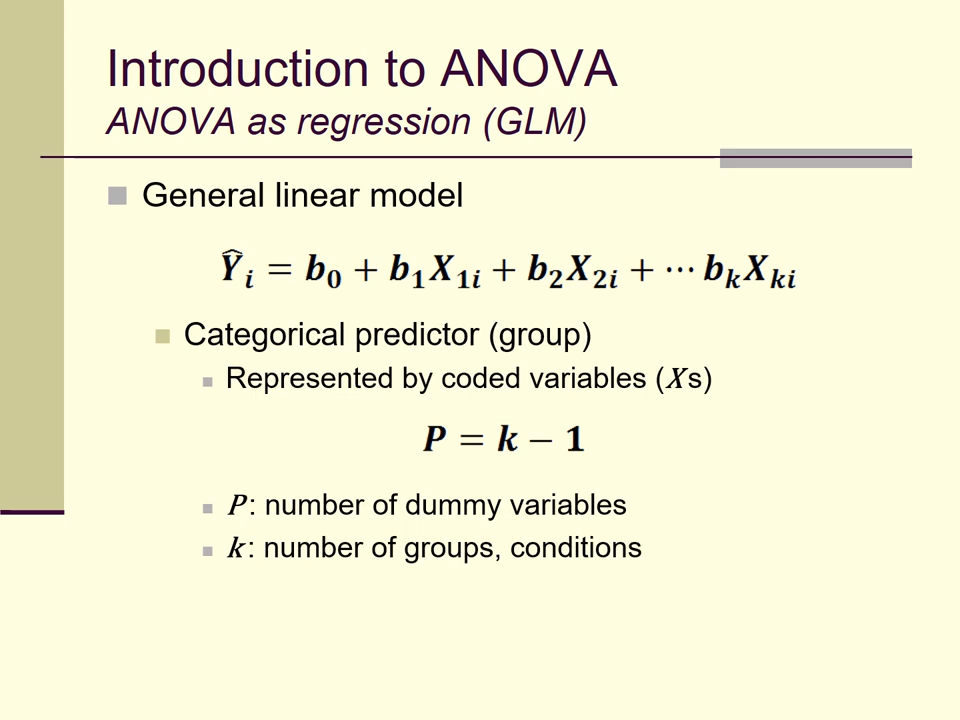 Introduction to ANOVA
ANOVA as regression (GLM)
General linear model
Ŷᵢ = b₀ + b₁X₁ᵢ + b₂X₂ᵢ + ⋯ bₖXₖᵢ
Categorical predictor (group)
Represented by coded variables (Xs)
P = k − 1
P: number of dummy variables
k: number of groups, conditions